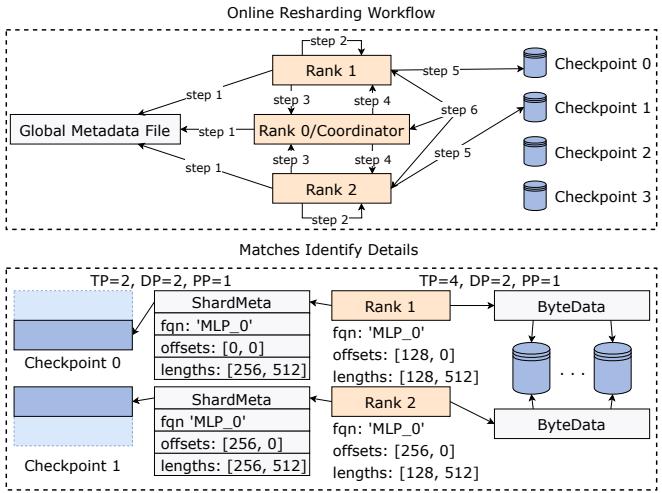 Online Resharding Workflow
step 2
Rank 1
step 5
Checkpoint 0
step 1
step 3
step 4
step 6
Checkpoint 1
Global Metadata File
step 1
Rank 0/Coordinator
step 1
step 3
step 4
step 5
Checkpoint 2
Rank 2
Checkpoint 3
step 2
Matches Identify Details
TP=2, DP=2, PP=1
TP=4, DP=2, PP=1
ShardMeta
fqn: 'MLP_0'
offsets: [0, 0]
lengths: [256, 512]
Checkpoint 0
Rank 1
fqn: 'MLP_0'
offsets: [128, 0]
lengths: [128, 512]
ByteData
. . .
ShardMeta
fqn 'MLP_0'
offsets: [256, 0]
lengths: [256, 512]
Checkpoint 1
Rank 2
fqn: 'MLP_0'
offsets: [256, 0]
lengths: [128, 512]
ByteData